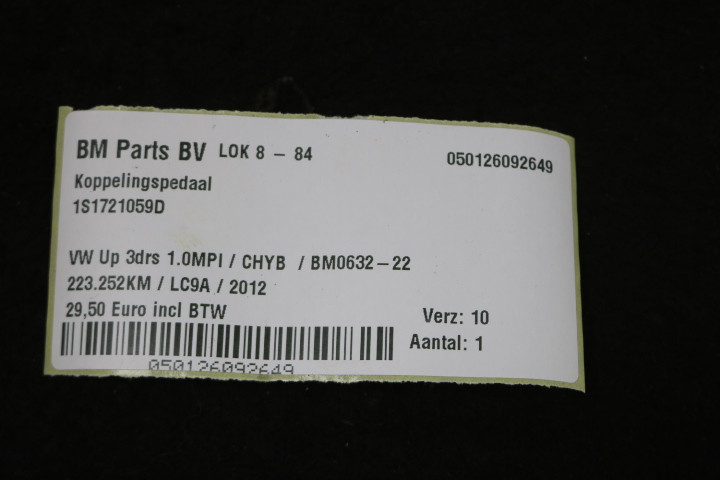 BM Parts BV LOK 8 - 84 050126092649
Koppelingspedaal
1S1721059D
VW Up 3drs 1.0MPI / CHYB / BM0632-22
223.252KM / LC9A / 2012
29,50 Euro incl BTW Verz: 10
Aantal: 1
050126092649